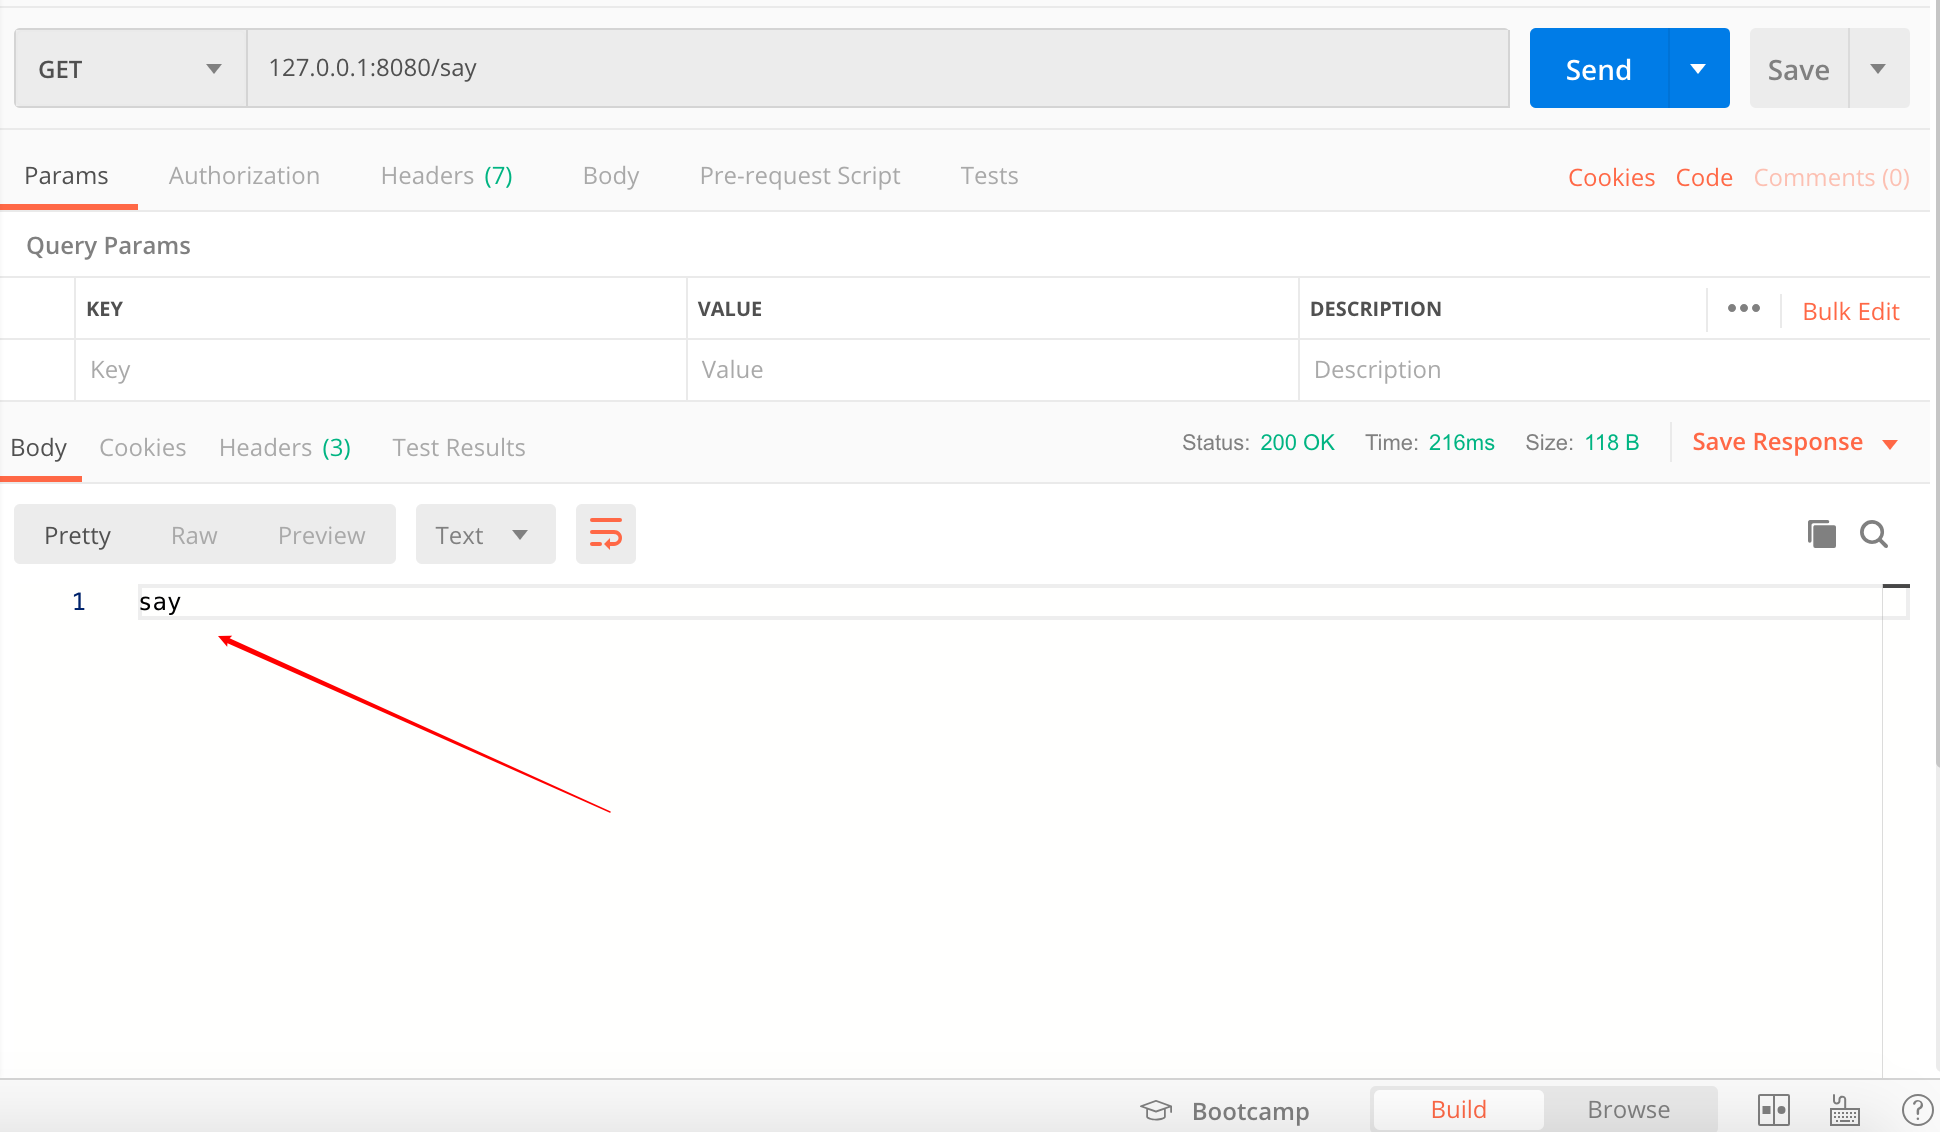 GET 127.0.0.1:8080/say Send Save
Params Authorization Headers (7) Body Pre-request Script Tests Cookies Code Comments (0)
Query Params
KEY VALUE DESCRIPTION ••• Bulk Edit
Key Value Description
Body Cookies Headers (3) Test Results Status: 200 OK Time: 216ms Size: 118 B Save Response
Pretty Raw Preview Text
1 say
Bootcamp Build Browse ?